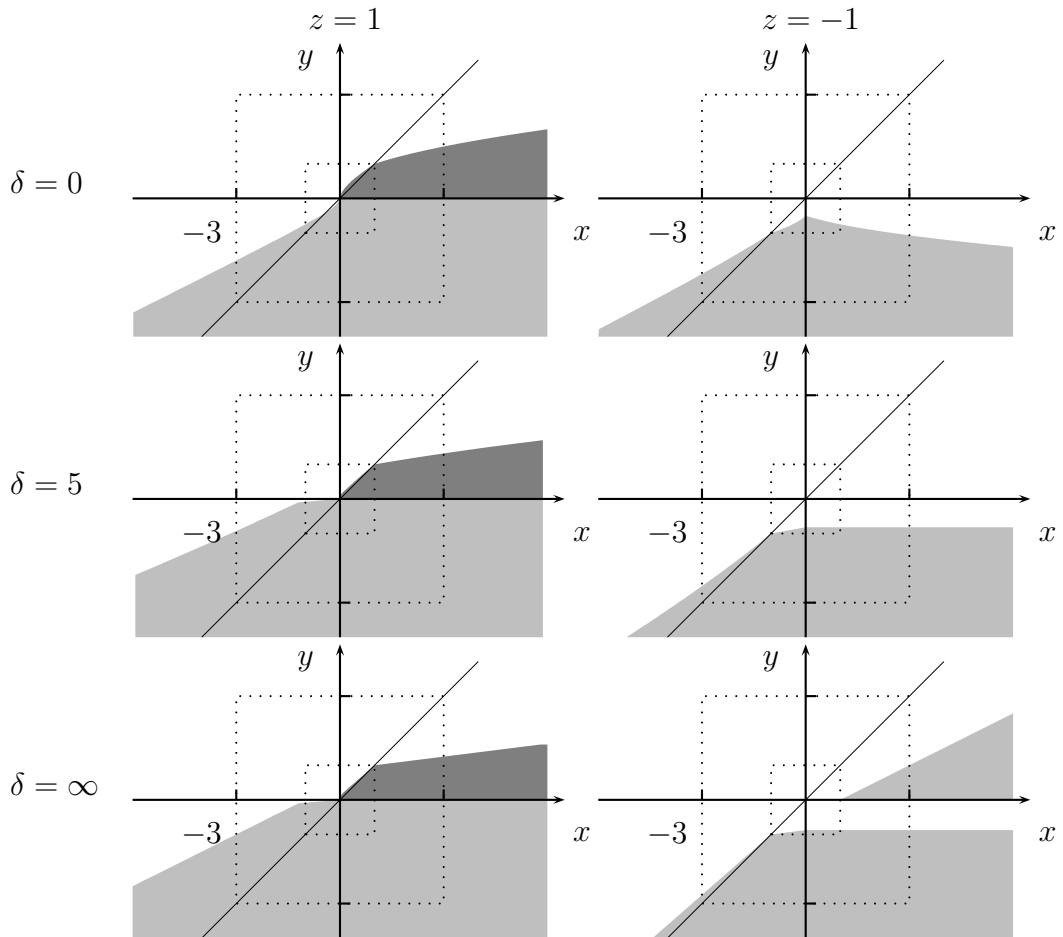 z = 1 z = −1
y y
δ = 0
−3 x −3 x
y y
δ = 5
−3 x −3 x
y y
δ = ∞
−3 x −3 x